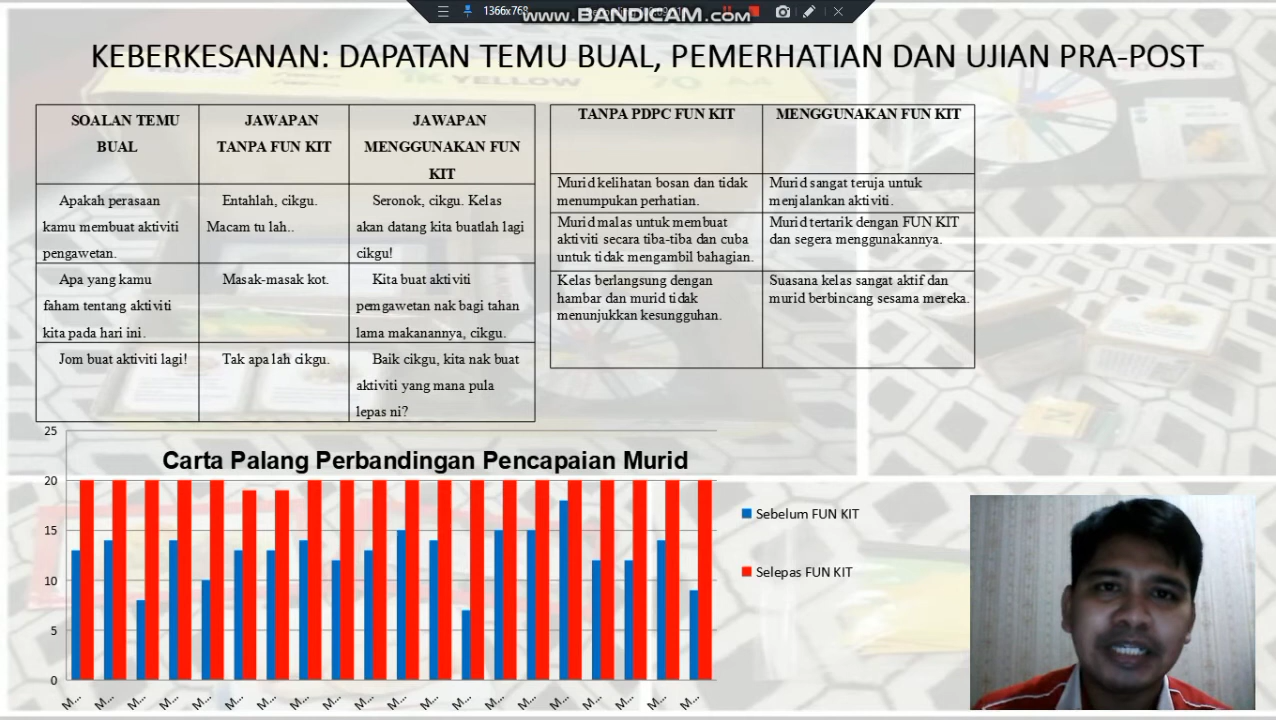 1366x768
www.BANDICAM.com
KEBERKESANAN: DAPATAN TEMU BUAL, PEMERHATIAN DAN UJIAN PRA-POST
SOALAN TEMU
BUAL
JAWAPAN
TANPA FUN KIT
JAWAPAN
MENGGUNAKAN FUN
KIT
Apakah perasaan
kamu membuat aktiviti
pengawetan.
Entahlah, cikgu.
Macam tu lah..
Seronok, cikgu. Kelas
akan datang kita buatlah lagi
cikgu!
Apa yang kamu
faham tentang aktiviti
kita pada hari ini.
Masak-masak kot.
Kita buat aktiviti
pemgawetan nak bagi tahan
lama makanannya, cikgu.
Jom buat aktiviti lagi!
Tak apa lah cikgu.
Baik cikgu, kita nak buat
aktiviti yang mana pula
lepas ni?
TANPA PDPC FUN KIT
MENGGUNAKAN FUN KIT
Murid kelihatan bosan dan tidak
menumpukan perhatian.
Murid sangat teruja untuk
menjalankan aktiviti.
Murid malas untuk membuat
aktiviti secara tiba-tiba dan cuba
untuk tidak mengambil bahagian.
Murid tertarik dengan FUN KIT
dan segera menggunakannya.
Kelas berlangsung dengan
hambar dan murid tidak
menunjukkan kesungguhan.
Suasana kelas sangat aktif dan
murid berbincang sesama mereka.
Carta Palang Perbandingan Pencapaian Murid
25
20
15
10
5
0
M... M... M... M... M... M... M... M... M... M... M... M... M... M... M... M... M... M... M... M...
Sebelum FUN KIT
Selepas FUN KIT
YELLOW